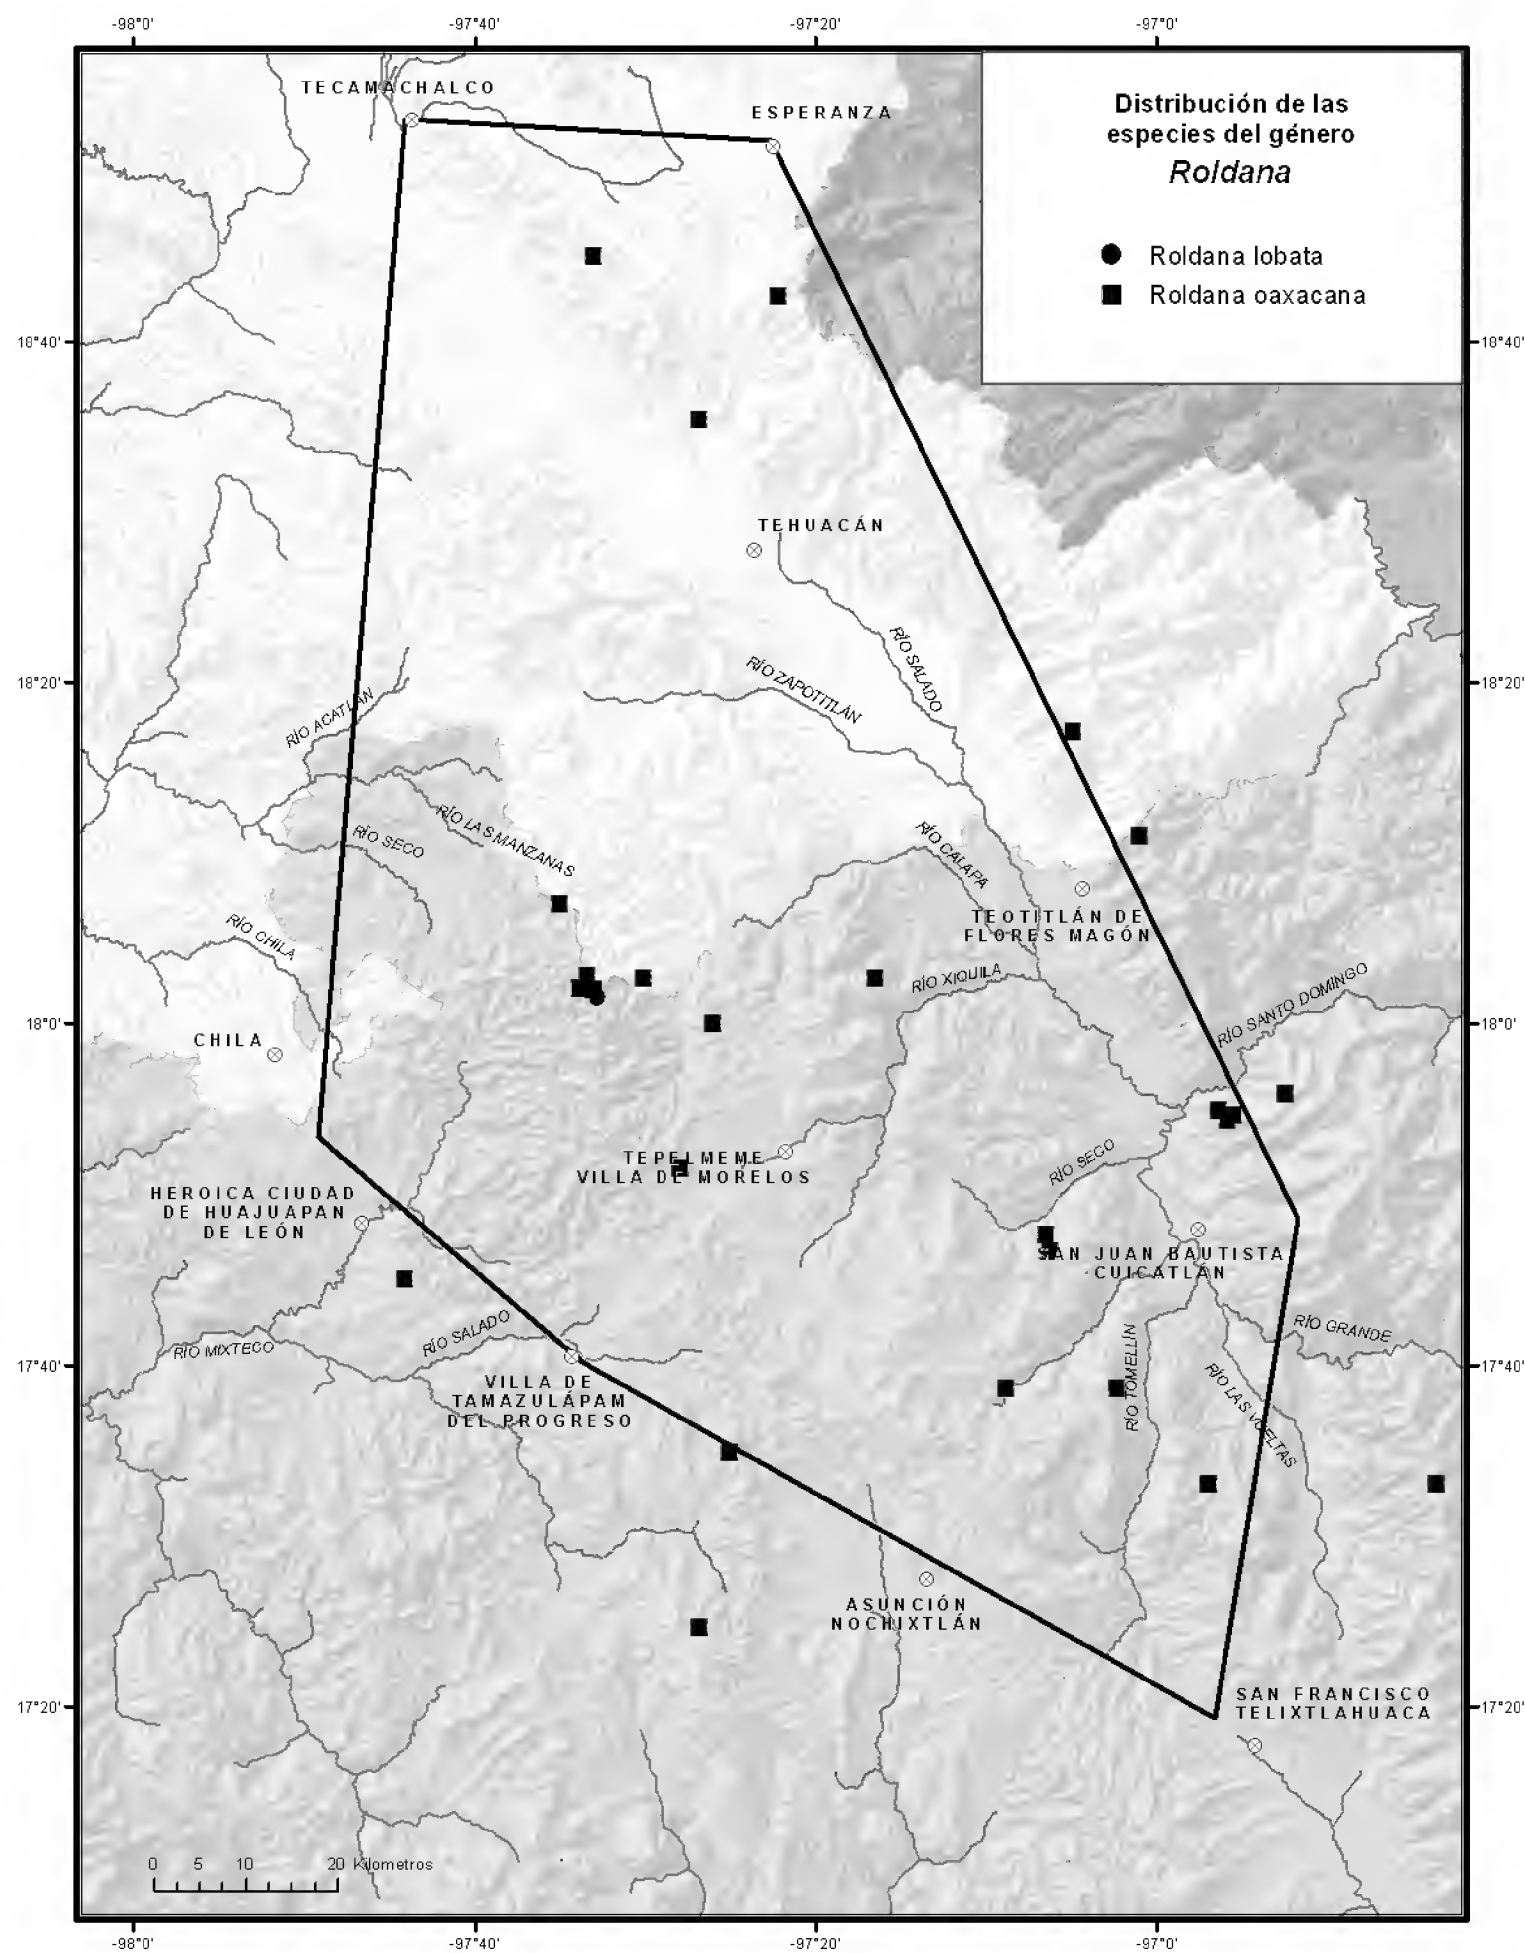 -98°0'
-97°40'
-97°20'
-97°0'
TECAMACHALCO
ESPERANZA
Distribución de las
especies del género
Roldana
Roldana lobata
Roldana oaxacana
18°40'
18°40'
TEHUACÁN
RÍO SALADO
RÍO ZAPOTITLÁN
18°20'
18°20'
RÍO ACATLÁN
RÍO LAS MANZANAS
RÍO SECO
RÍO CALAPA
TEOTITLÁN DE
FLORES MAGÓN
RÍO CHILA
RÍO XIQUILA
RÍO SANTO DOMINGO
18°0'
18°0'
CHILA
TEPELMEME
VILLA DE MORELOS
RÍO SECO
HEROICA CIUDAD
DE HUAJUAPAN
DE LEÓN
SAN JUAN BAUTISTA
CUICATLÁN
RÍO SALADO
RÍO MIXTECO
RÍO GRANDE
17°40'
17°40'
RÍO TOMELLÍN
RÍO LAS VUELTAS
VILLA DE
TAMAZULÁPAM
DEL PROGRESO
ASUNCIÓN
NOCHIXTLÁN
SAN FRANCISCO
TELIXTLAHUACA
17°20'
17°20'
0 5 10 20 Kilometros
-98°0'
-97°40'
-97°20'
-97°0'